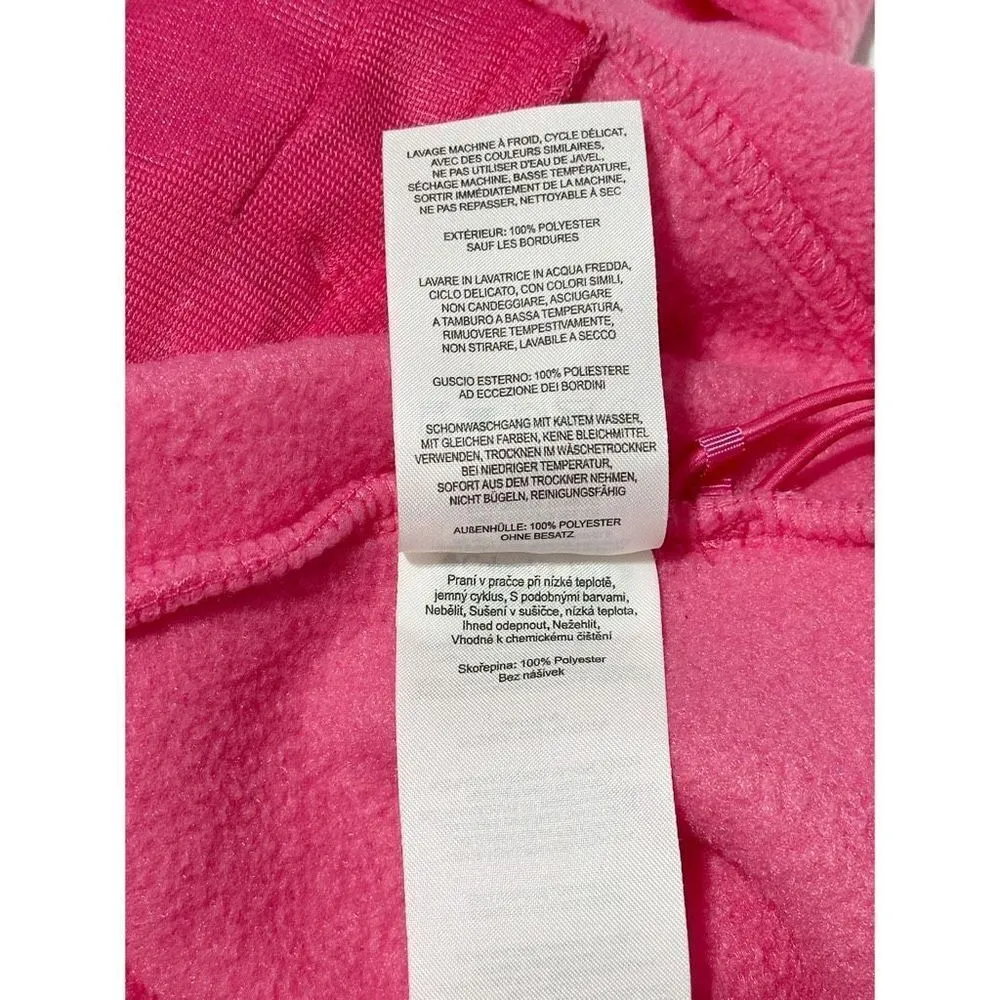 LAVAGE MACHINE À FROID, CYCLE DÉLICAT,
AVEC DES COULEURS SIMILAIRES,
NE PAS UTILISER D'EAU DE JAVEL,
SÉCHAGE MACHINE, BASSE TEMPÉRATURE,
SORTIR IMMÉDIATEMENT DE LA MACHINE,
NE PAS REPASSER, NETTOYABLE À SEC
EXTÉRIEUR: 100% POLYESTER
SAUF LES BORDURES
LAVARE IN LAVATRICE IN ACQUA FREDDA,
CICLO DELICATO, CON COLORI SIMILI,
NON CANDEGGIARE, ASCIUGARE
A TAMBURO A BASSA TEMPERATURA,
RIMUOVERE TEMPESTIVAMENTE,
NON STIRARE, LAVABILE A SECCO
GUSCIO ESTERNO: 100% POLIESTERE
AD ECCEZIONE DEI BORDINI
SCHONWASCHGANG MIT KALTEM WASSER,
MIT GLEICHEN FARBEN, KEINE BLEICHMITTEL
VERWENDEN, TROCKNEN IM WÄSCHETROCKNER
BEI NIEDRIGER TEMPERATUR,
SOFORT AUS DEM TROCKNER NEHMEN,
NICHT BÜGELN, REINIGUNGSFÄHIG
AUßENHÜLLE: 100% POLYESTER
OHNE BESATZ
Praní v pračce při nízké teplotě,
jemný cyklus, S podobnými barvami,
Nebělit, Sušení v sušičce, nízká teplota,
Ihned odepnout, Nežehlit,
Vhodné k chemickému čištění
Skořepina: 100% Polyester
Bez nášivek